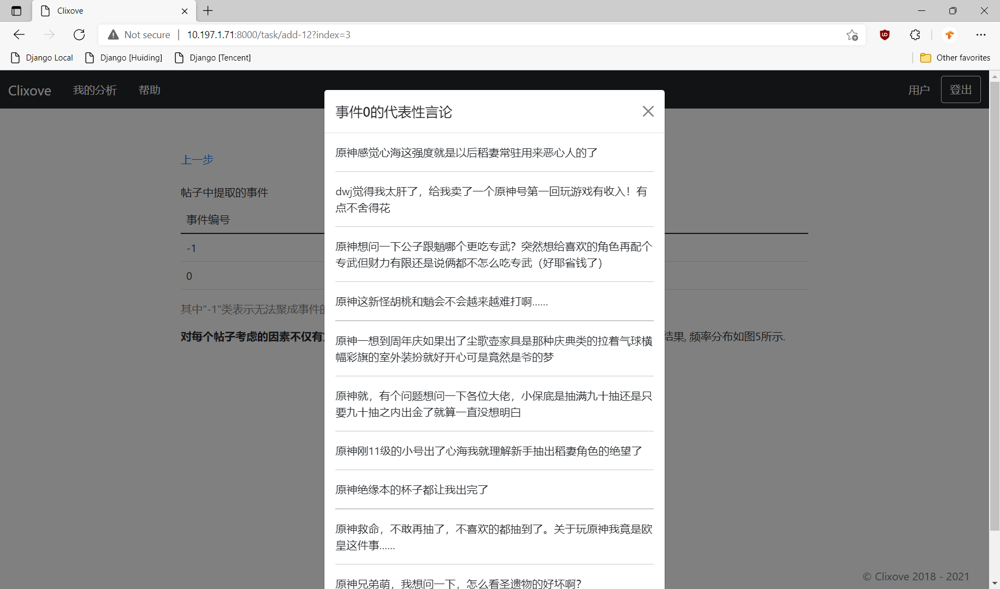 Clixove
Not secure
10.197.1.71:8000/task/add-12?index=3
Django Local
Django [Huiding]
Django [Tencent]
Other favorites
Clixove
我的分析
帮助
用户
登出
上一步
帖子中提取的事件
事件编号
-1
0
其中"-1"类表示无法聚成事件的
对每个帖子考虑的因素不仅有
结果, 频率分布如图5所示.
事件0的代表性言论
原神感觉心海这强度就是以后稻妻常驻用来恶心人的了
dwj觉得我太肝了，给我卖了一个原神号第一回玩游戏有收入！有
点不舍得花
原神想问一下公子跟魈哪个更吃专武？突然想给喜欢的角色再配个
专武但财力有限还是说俩都不怎么吃专武（好耶省钱了）
原神这新怪胡桃和魈会不会越来越难打啊……
原神一想到周年庆如果出了尘歌壶家具是那种庆典类的拉着气球横
幅彩旗的室外装扮就好开心可是竟然是爷的梦
原神就，有个问题想问一下各位大佬，小保底是抽满九十抽还是只
要九十抽之内出金了就算一直没想明白
原神刚11级的小号出了心海我就理解新手抽出稻妻角色的绝望了
原神绝缘本的杯子都让我出完了
原神救命，不敢再抽了，不喜欢的都抽到了。关于玩原神我竟是欧
皇这件事……
原神兄弟萌，我想问一下，怎么看圣遗物的好坏啊？
© Clixove 2018 - 2021